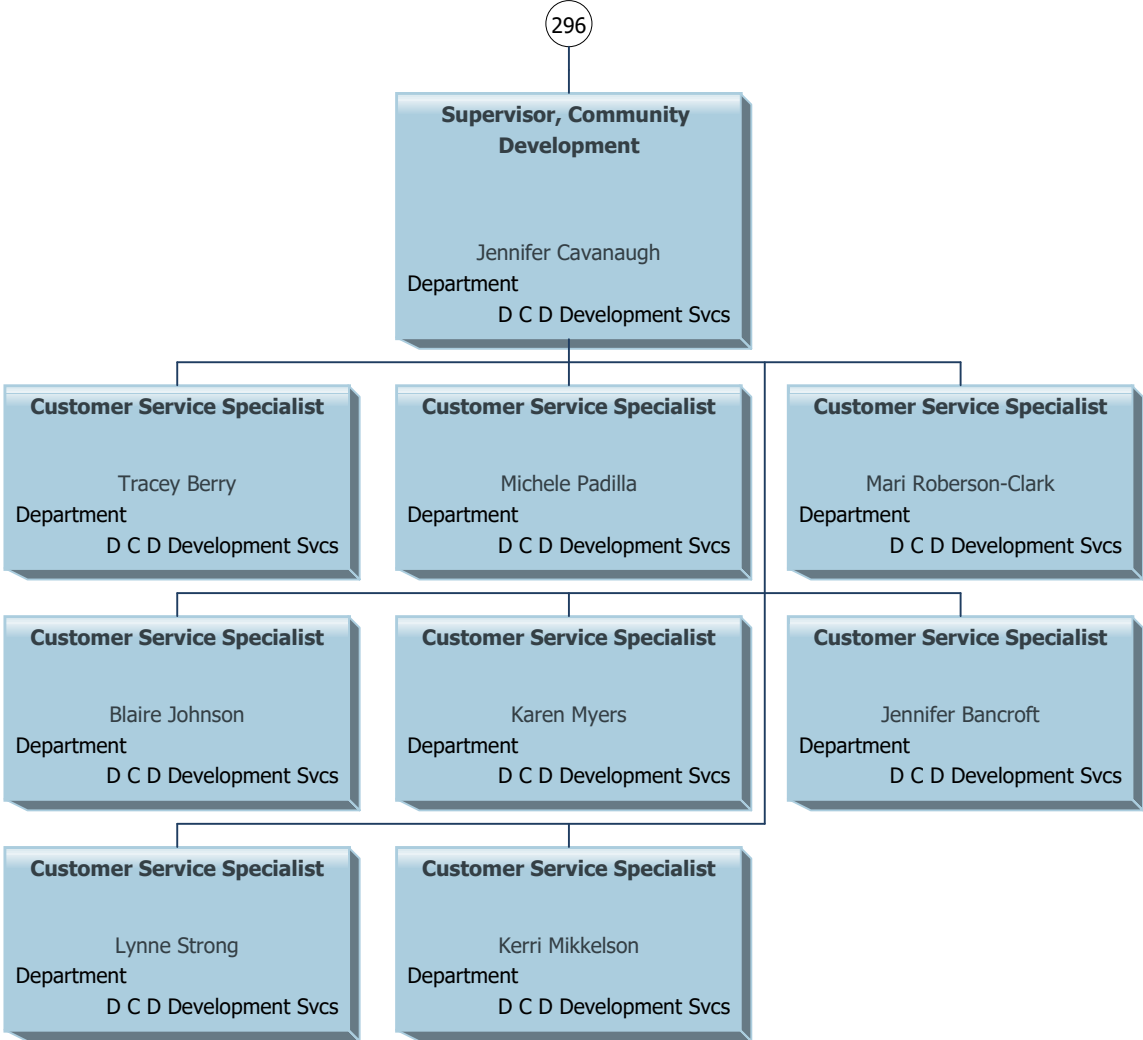 296
Supervisor, Community
Development
Jennifer Cavanaugh
Department
D C D Development Svcs
Customer Service Specialist
Tracey Berry
Department
D C D Development Svcs
Customer Service Specialist
Michele Padilla
Department
D C D Development Svcs
Customer Service Specialist
Mari Roberson-Clark
Department
D C D Development Svcs
Customer Service Specialist
Blaire Johnson
Department
D C D Development Svcs
Customer Service Specialist
Karen Myers
Department
D C D Development Svcs
Customer Service Specialist
Jennifer Bancroft
Department
D C D Development Svcs
Customer Service Specialist
Lynne Strong
Department
D C D Development Svcs
Customer Service Specialist
Kerri Mikkelson
Department
D C D Development Svcs